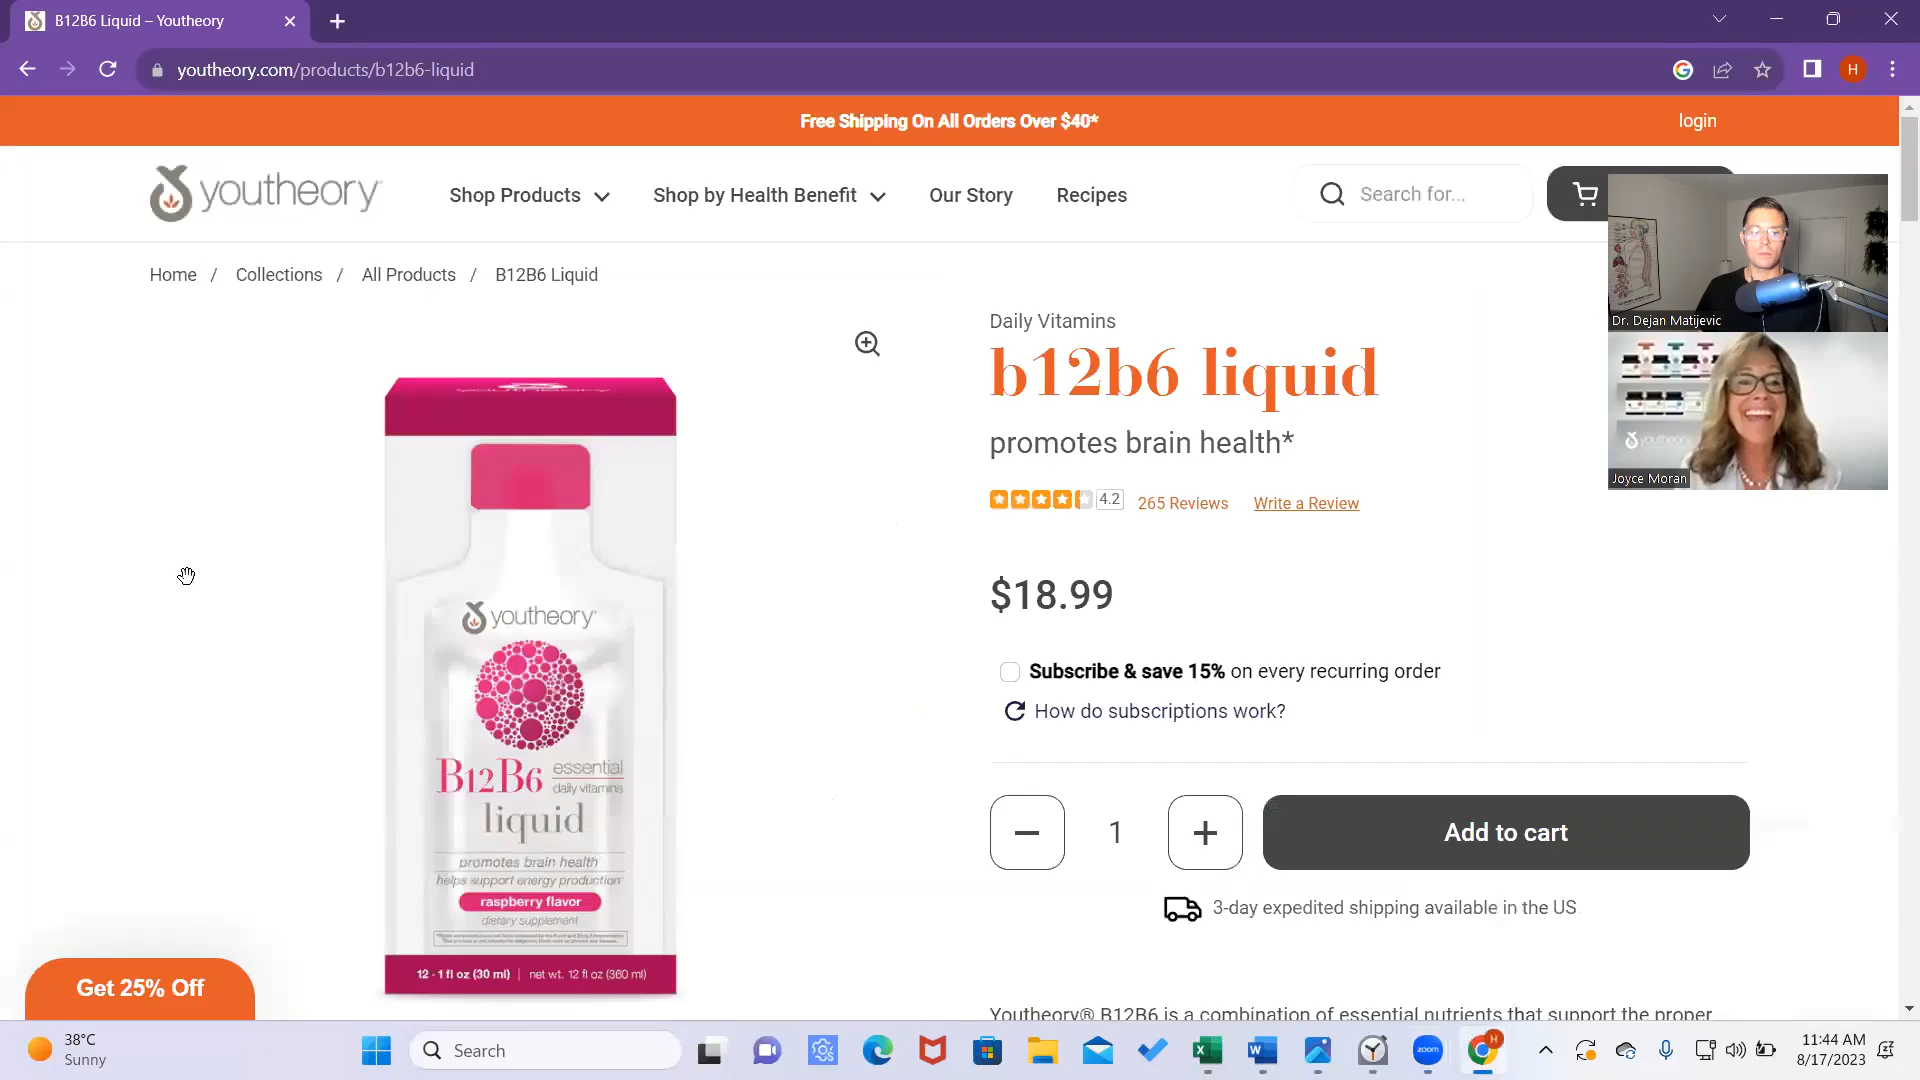 B12B6 Liquid – Youtheory
youtheory.com/products/b12b6-liquid
H
Free Shipping On All Orders Over $40*
login
youtheory
Shop Products
Shop by Health Benefit
Our Story
Recipes
Search for...
Home / Collections / All Products / B12B6 Liquid
Dr. Dejan Matijevic
youtheory
Joyce Moran
Daily Vitamins
b12b6 liquid
promotes brain health*
4.2
265 Reviews
Write a Review
$18.99
Subscribe & save 15% on every recurring order
How do subscriptions work?
1
Add to cart
3-day expedited shipping available in the US
Youtheory® B12B6 is a combination of essential nutrients that support the proper
youtheory
B12B6 essential
daily vitamins
liquid
promotes brain health
helps support energy production
raspberry flavor
dietary supplement
12 - 1 fl oz (30 ml) | net wt. 12 fl oz (360 ml)
Get 25% Off
38°C
Sunny
Search
zoom
H
11:44 AM
8/17/2023